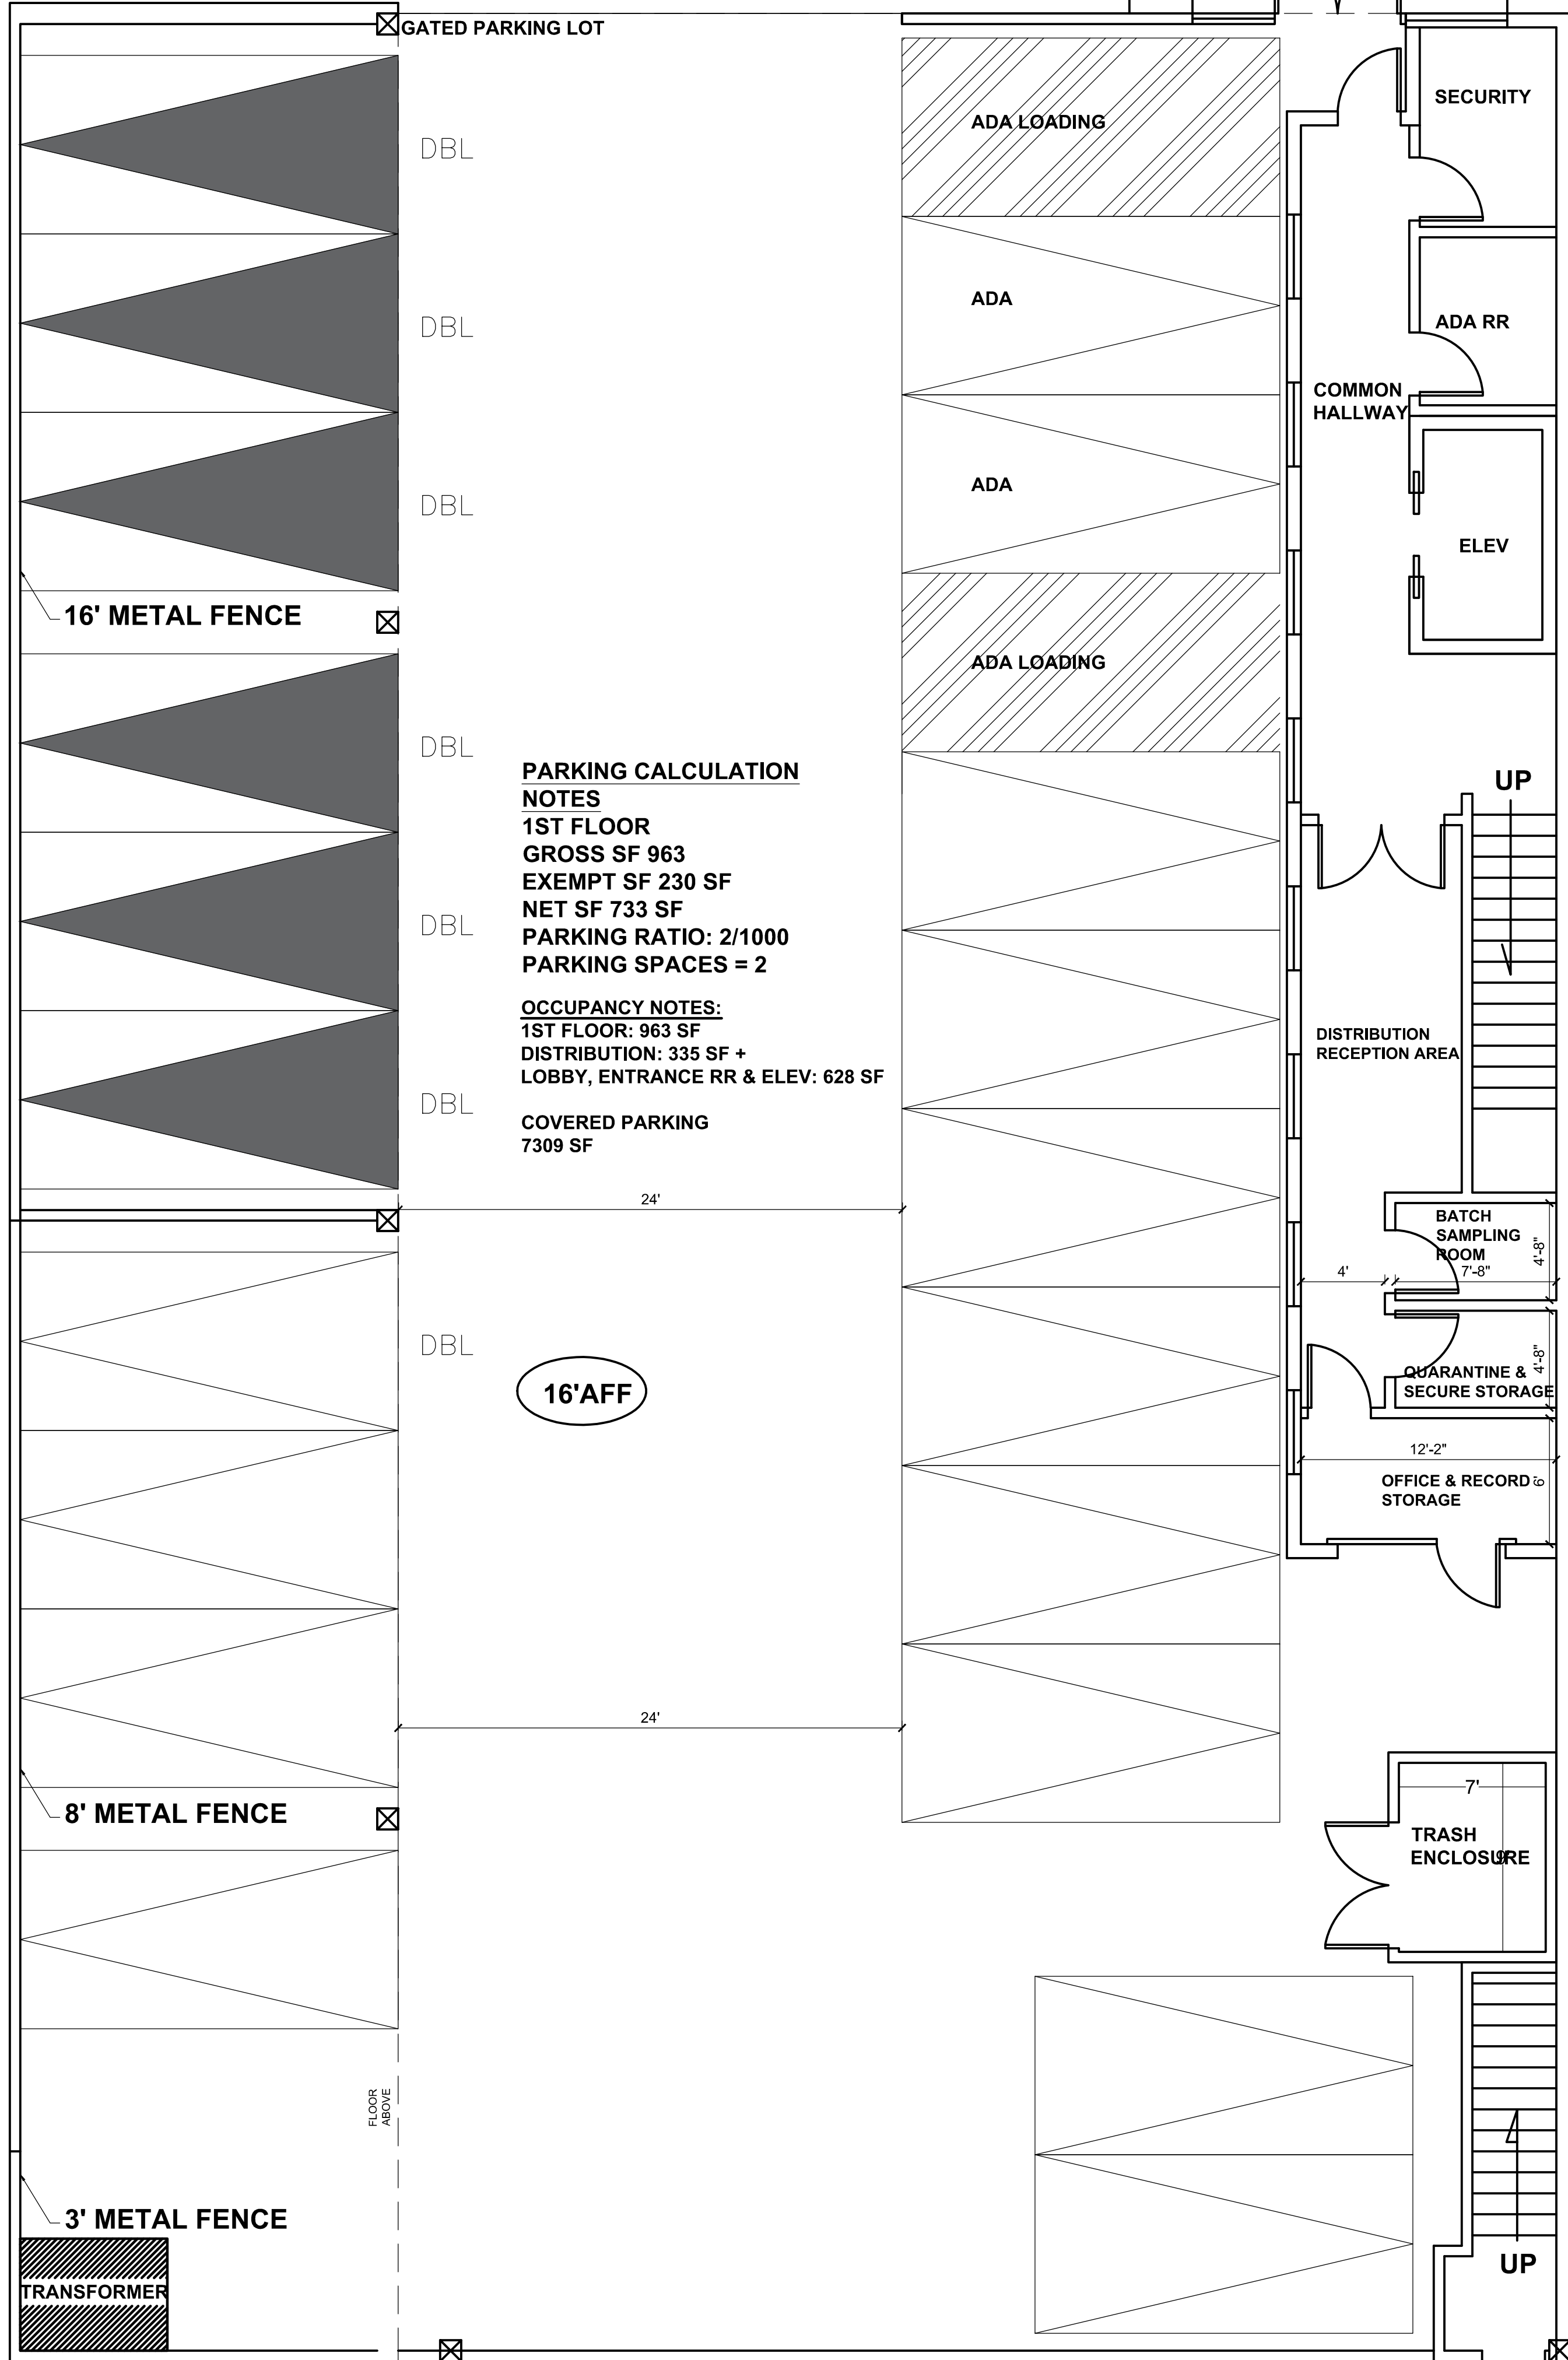 GATED PARKING LOT
SECURITY
ADA LOADING
DBL
ADA
ADA RR
DBL
COMMON
HALLWAY
ADA
DBL
ELEV
16' METAL FENCE
ADA LOADING
DBL
PARKING CALCULATION
NOTES
1ST FLOOR
GROSS SF 963
EXEMPT SF 230 SF
NET SF 733 SF
PARKING RATIO: 2/1000
PARKING SPACES = 2
UP
DBL
OCCUPANCY NOTES:
1ST FLOOR: 963 SF
DISTRIBUTION: 335 SF +
LOBBY, ENTRANCE RR & ELEV: 628 SF
COVERED PARKING
7309 SF
DISTRIBUTION
RECEPTION AREA
DBL
24'
BATCH
SAMPLING
ROOM
4'-8"
4'
7'-8"
DBL
16'AFF
4'-8"
QUARANTINE &
SECURE STORAGE
12'-2"
OFFICE & RECORD
STORAGE
6'
24'
8' METAL FENCE
7'
TRASH
ENCLOSURE
9'
FLOOR
ABOVE
3' METAL FENCE
TRANSFORMER
UP